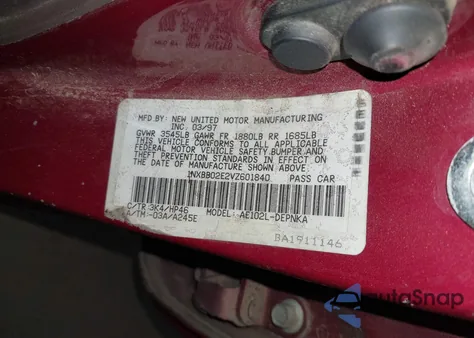 MFD. BY: NEW UNITED MOTOR MANUFACTURING
INC. 03/97
GVWR 3545LB GAWR FR 1880LB RR 1685LB
THIS VEHICLE CONFORMS TO ALL APPLICABLE
FEDERAL MOTOR VEHICLE SAFETY,BUMPER,AND
THEFT PREVENTION STANDARDS IN EFFECT ON
THE DATE OF MANUFACTURE SHOWN ABOVE.
1NXBB02E2VZ601840 PASS CAR
C/TR:3K4/HP46 MODEL: AE102L-DEPNKA
A/TM:-03A/A245E
BA1911146
autoSnap